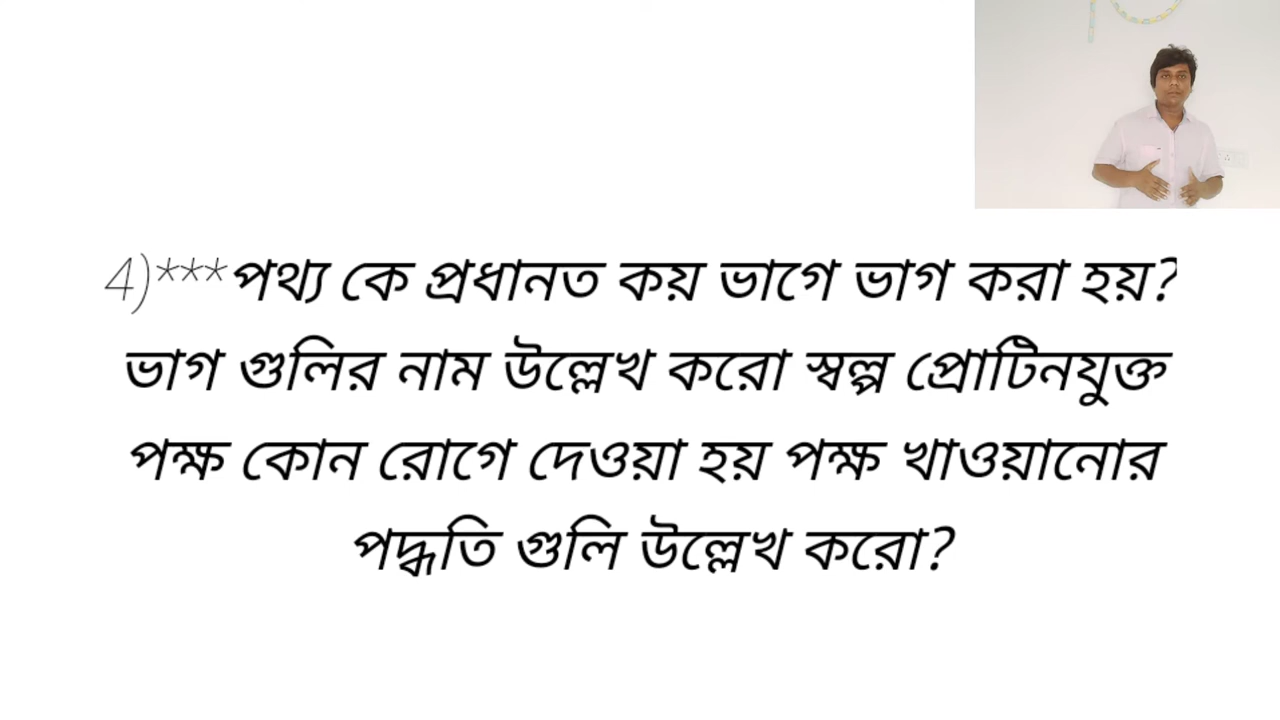 4)***পথ্য কে প্রধানত কয় ভাগে ভাগ করা হয়?
ভাগ গুলির নাম উল্লেখ করো স্বল্প প্রোটিনযুক্ত
পক্ষ কোন রোগে দেওয়া হয় পক্ষ খাওয়ানোর
পদ্ধতি গুলি উল্লেখ করো?